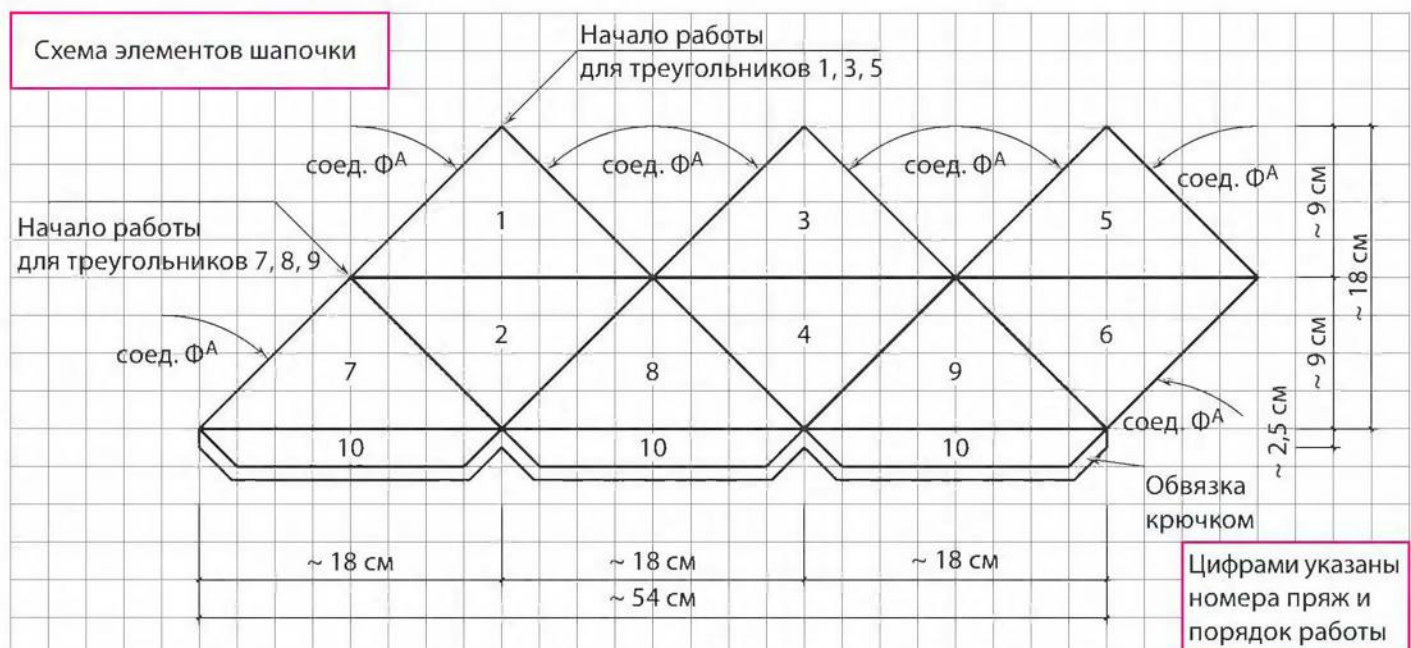 Схема элементов шапочки
Начало работы
для треугольников 1, 3, 5
соед. Фᴬ
соед. Фᴬ
соед. Фᴬ
соед. Фᴬ
1
3
5
~ 9 см
~ 18 см
Начало работы
для треугольников 7, 8, 9
соед. Фᴬ
2
4
6
7
8
9
~ 9 см
соед. Фᴬ
10
10
10
~ 2,5 см
Обвязка
крючком
~ 18 см
~ 18 см
~ 18 см
~ 54 см
Цифрами указаны
номера пряж и
порядок работы